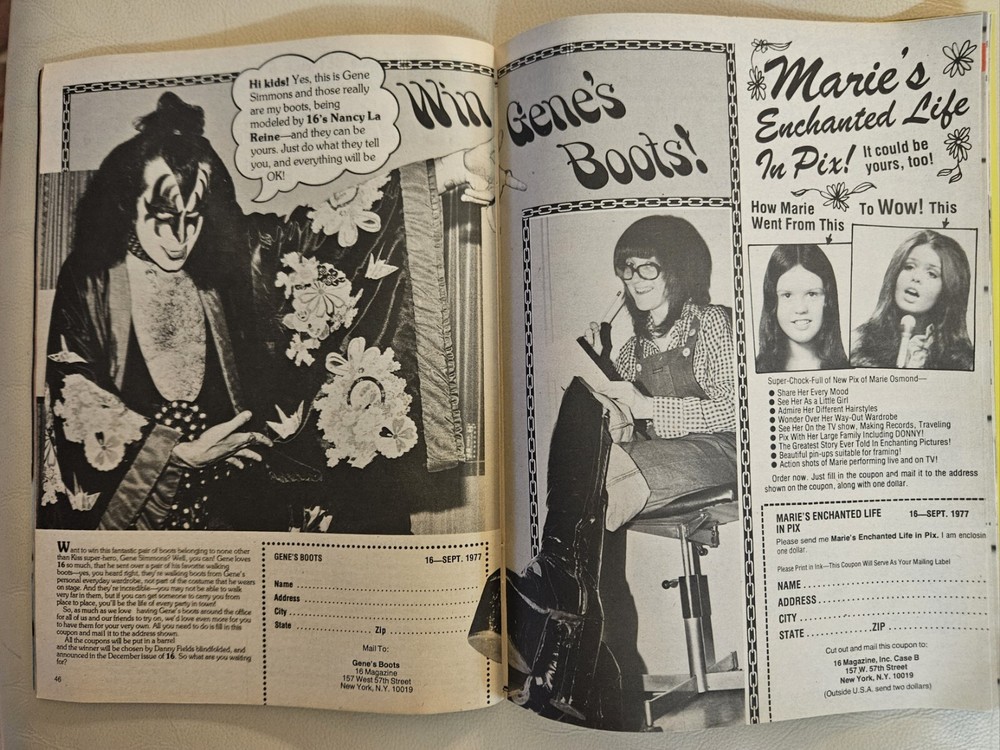 Hi kids! Yes, this is Gene
Simmons and those really
are my boots, being
modeled by 16's Nancy La
Reine—and they can be
yours. Just do what they tell
you, and everything will be
OK!
Win Gene's
Boots!
Want to win this fantastic pair of boots belonging to none other
than Kiss super-hero, Gene Simmons? Well, you can! Gene loves
16 so much, that he sent over a pair of his favorite walking
boots—yes, you heard right, they're walking boots from Gene's
personal everyday wardrobe, not part of the costume that he wears
on stage. And they're incredible—you may not be able to walk
very far in them, but if you can get someone to carry you from
place to place, you'll be the life of every party in town!
So, as much as we love having Gene's boots around the office
for all of us and our friends to try on, we'd love even more for you
to have them for your very own. All you need to do is fill in this
coupon and mail it to the address shown.
All the coupons will be put in a barrel
and the winner will be chosen by Danny Fields blindfolded, and
announced in the December issue of 16. So what are you waiting
for?
46
GENE'S BOOTS 16—SEPT. 1977
Name
Address
City
State Zip
Mail To:
Gene's Boots
16 Magazine
157 West 57th Street
New York, N.Y. 10019
Marie's
Enchanted Life
In Pix! It could be
yours, too!
How Marie
Went From This
To Wow! This
Super-Chock-Full of New Pix of Marie Osmond—
● Share Her Every Mood
● See Her As a Little Girl
● Admire Her Different Hairstyles
● Wonder Over Her Way-Out Wardrobe
● See Her On the TV show, Making Records, Traveling
● Pix With Her Large Family Including DONNY!
● The Greatest Story Ever Told In Enchanting Pictures!
● Beautiful pin-ups suitable for framing!
● Action shots of Marie performing live and on TV!
Order now. Just fill in the coupon and mail it to the address
shown on the coupon, along with one dollar.
MARIE'S ENCHANTED LIFE 16—SEPT. 1977
IN PIX
Please send me Marie's Enchanted Life in Pix. I am enclosin
one dollar.
Please Print in Ink—This Coupon Will Serve As Your Mailing Label
NAME
ADDRESS
CITY
STATE ZIP
Cut out and mail this coupon to:
16 Magazine, Inc. Case B
157 W. 57th Street
New York, N.Y. 10019
(Outside U.S.A. send two dollars)